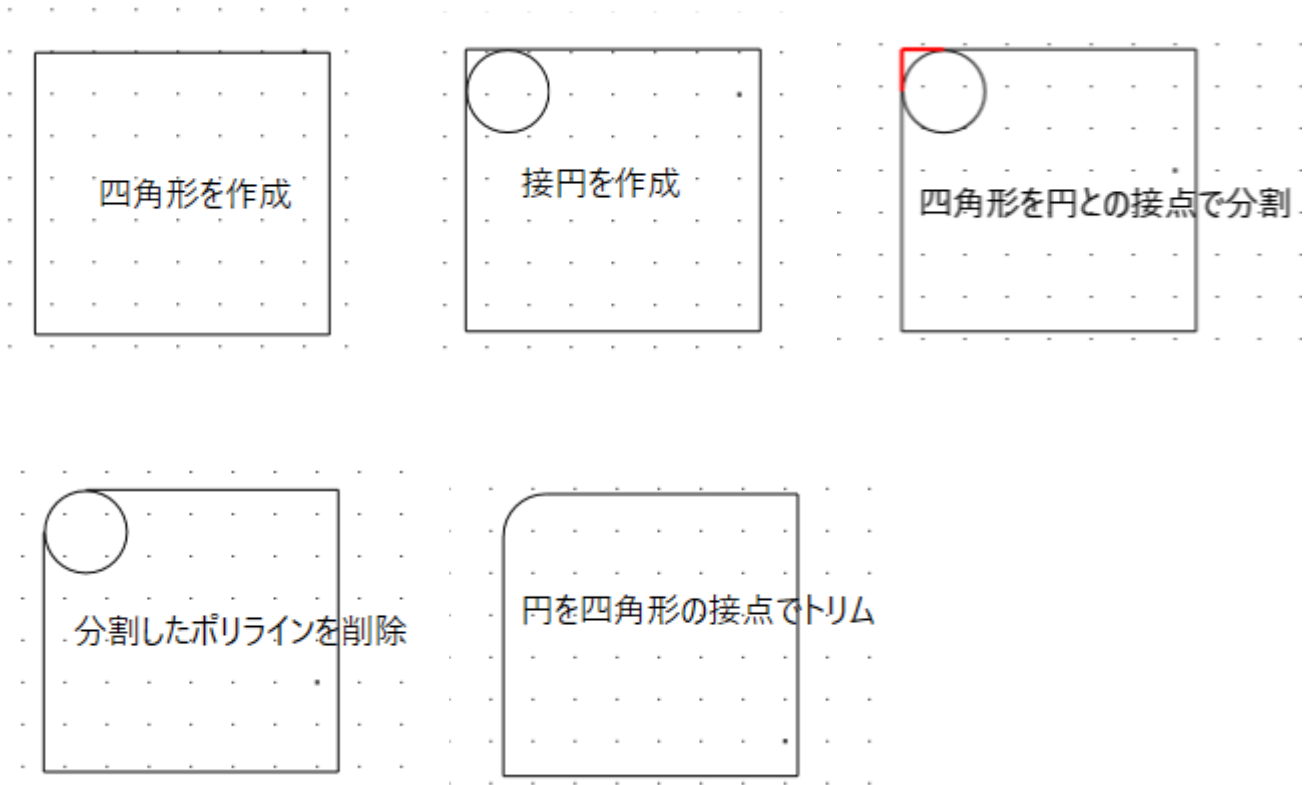 四角形を作成
接円を作成
四角形を円との接点で分割
分割したポリラインを削除
円を四角形の接点でトリム